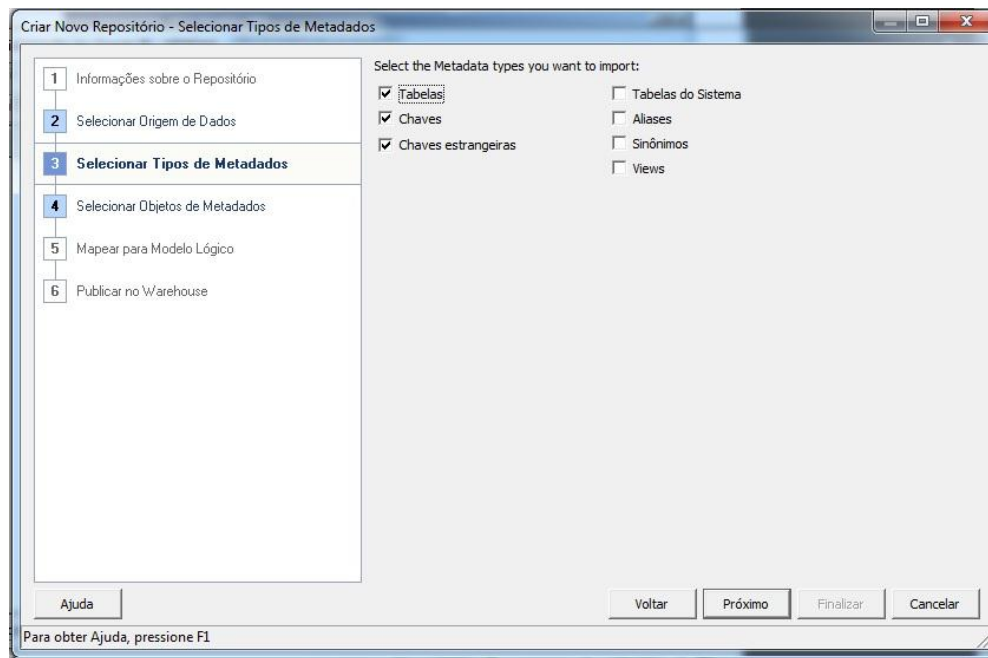 Criar Novo Repositório - Selecionar Tipos de Metadados
1 Informações sobre o Repositório
2 Selecionar Origem de Dados
3 Selecionar Tipos de Metadados
4 Selecionar Objetos de Metadados
5 Mapear para Modelo Lógico
6 Publicar no Warehouse
Select the Metadata types you want to import:
Tabelas
Chaves
Chaves estrangeiras
Tabelas do Sistema
Aliases
Sinônimos
Views
Ajuda
Voltar
Próximo
Finalizar
Cancelar
Para obter Ajuda, pressione F1